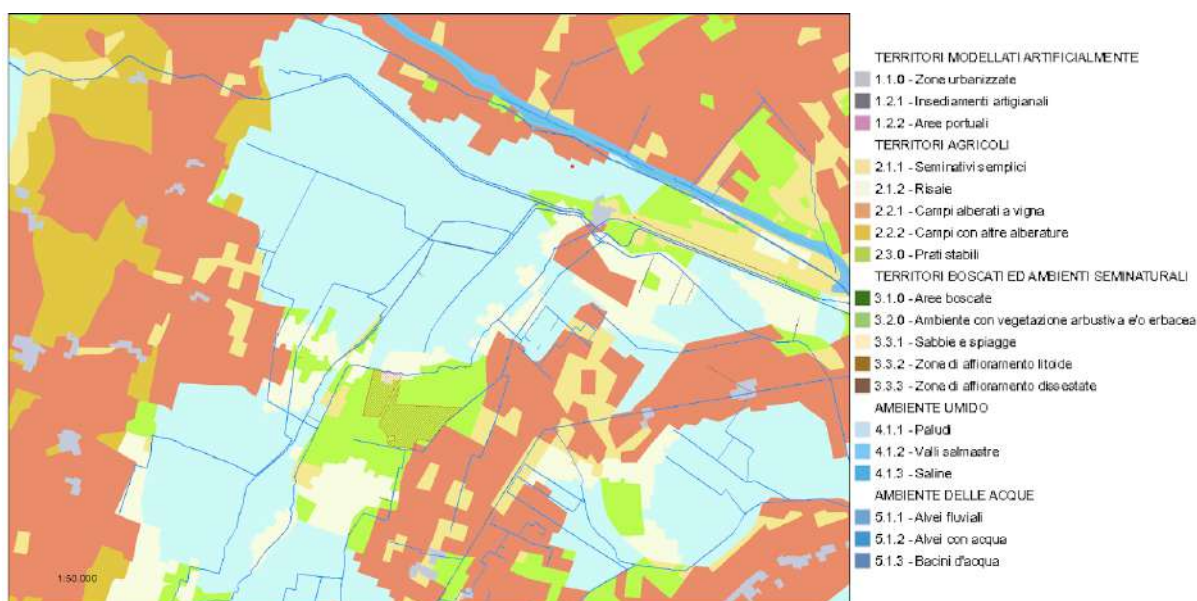 TERRITORI MODELLATI ARTIFICIALMENTE
1.1.0 - Zone urbanizzate
1.2.1 - Insediamenti artigianali
1.2.2 - Aree portuali
TERRITORI AGRICOLI
2.1.1 - Seminativi semplici
2.1.2 - Risaie
2.2.1 - Campi alberati a vigna
2.2.2 - Campi con altre alberature
2.3.0 - Prati stabili
TERRITORI BOSCATI ED AMBIENTI SEMINATURALI
3.1.0 - Aree boscate
3.2.0 - Ambiente con vegetazione arbustiva e/o erbacea
3.3.1 - Sabbie e spiagge
3.3.2 - Zone di affioramento litoide
3.3.3 - Zone di affioramento dissestate
AMBIENTE UMIDO
4.1.1 - Paludi
4.1.2 - Valli salmastre
4.1.3 - Saline
AMBIENTE DELLE ACQUE
5.1.1 - Alvei fluviali
5.1.2 - Alvei con acqua
5.1.3 - Bacini d'acqua
1:50.000